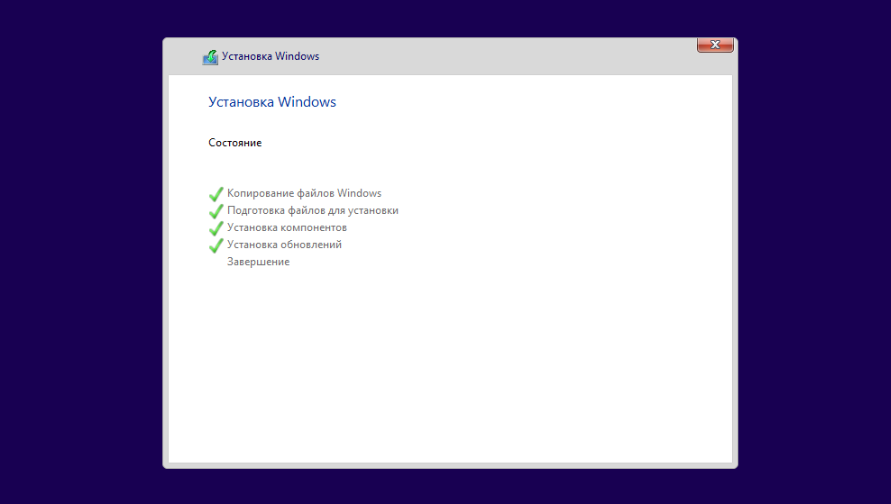 Установка Windows
Установка Windows
Состояние
Копирование файлов Windows
Подготовка файлов для установки
Установка компонентов
Установка обновлений
Завершение